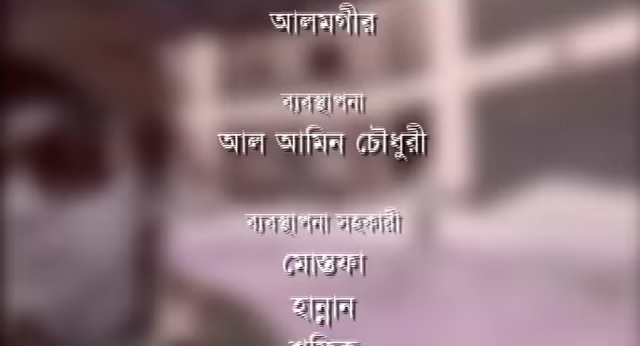 আলমগীর
ব্যবস্থাপনা
আল আমিন চৌধুরী
ব্যবস্থাপনা সহকারী
মোস্তফা
হান্নান